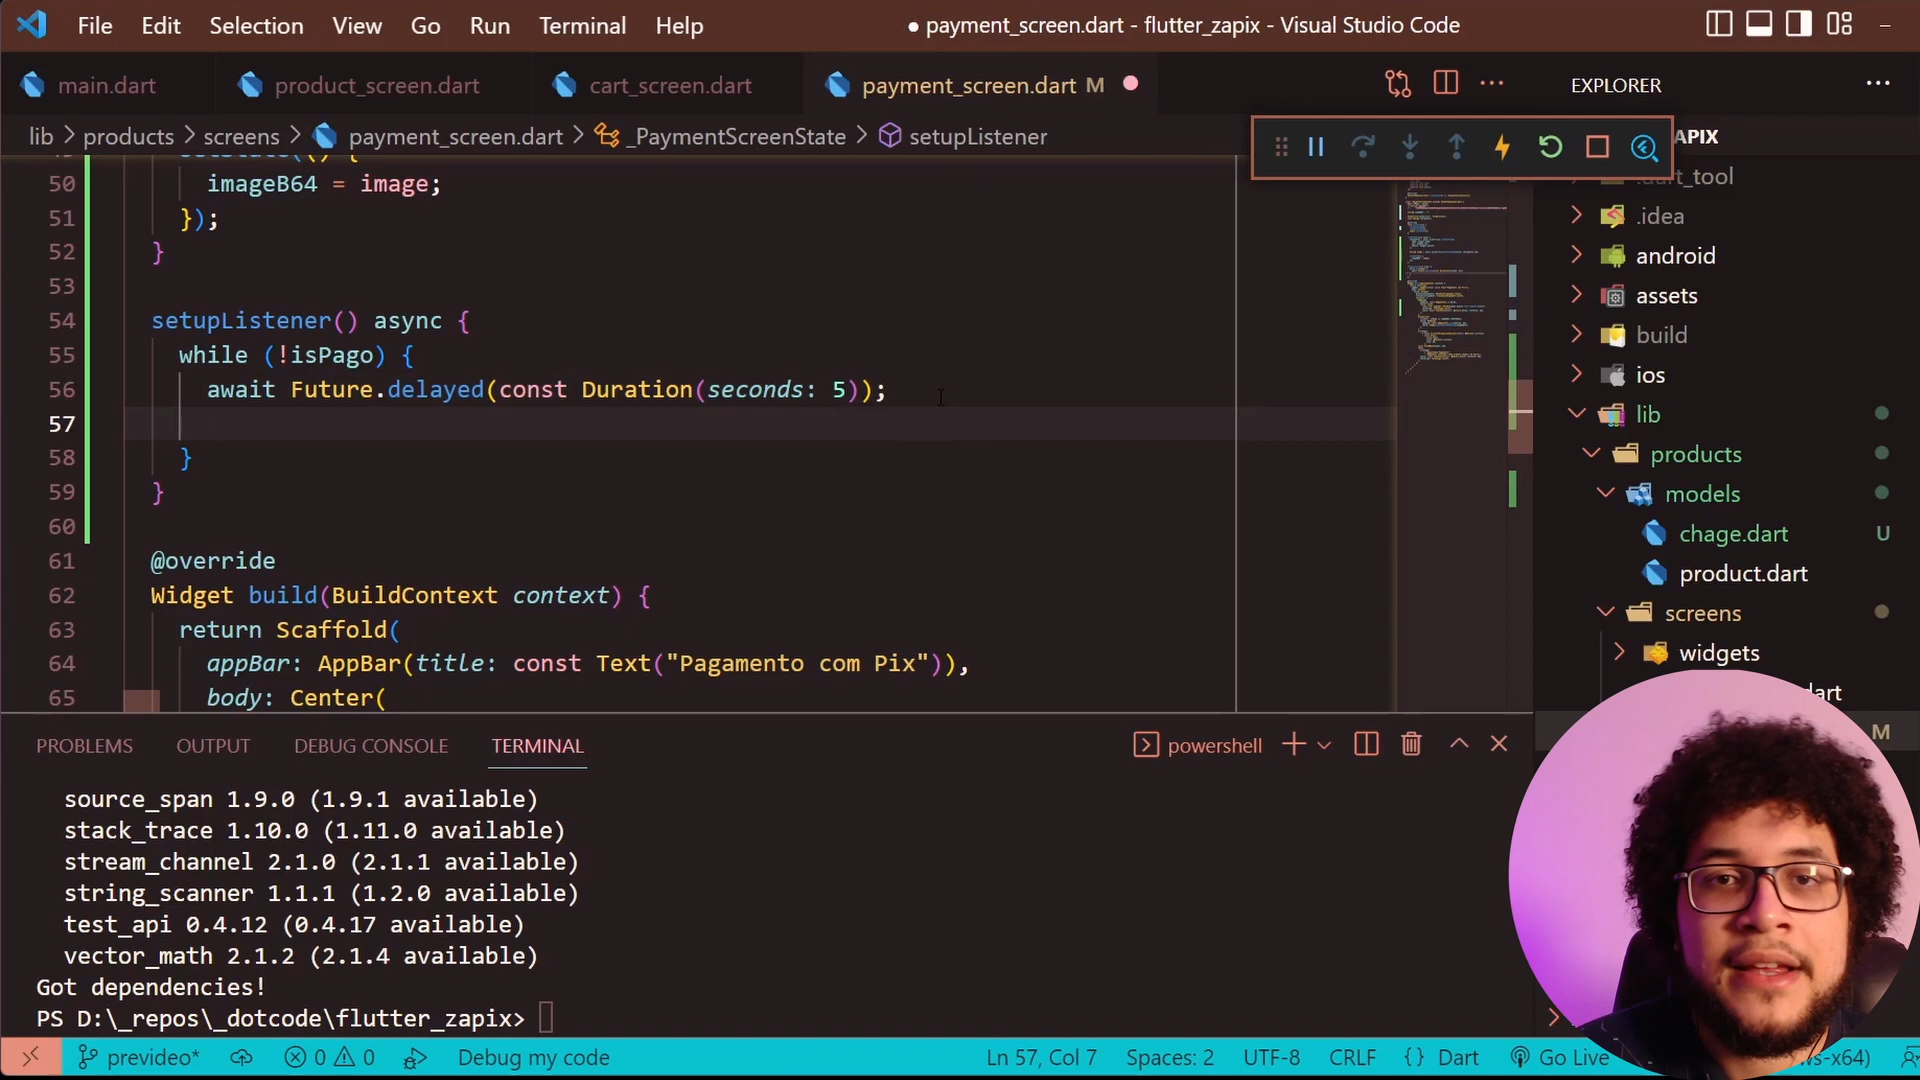 File Edit Selection View Go Run Terminal Help
● payment_screen.dart - flutter_zapix - Visual Studio Code
main.dart
product_screen.dart
cart_screen.dart
payment_screen.dart M
EXPLORER
lib > products > screens > payment_screen.dart > _PaymentScreenState > setupListener
APIX
50 imageB64 = image;
51 });
52 }
53
54 setupListener() async {
55 while (!isPago) {
56 await Future.delayed(const Duration(seconds: 5));
57
58 }
59 }
60
61 @override
62 Widget build(BuildContext context) {
63 return Scaffold(
64 appBar: AppBar(title: const Text("Pagamento com Pix")),
65 body: Center(
.dart_tool
.idea
android
assets
build
ios
lib
products
models
chage.dart U
product.dart
screens
widgets
M
PROBLEMS OUTPUT DEBUG CONSOLE TERMINAL
powershell
source_span 1.9.0 (1.9.1 available)
stack_trace 1.10.0 (1.11.0 available)
stream_channel 2.1.0 (2.1.1 available)
string_scanner 1.1.1 (1.2.0 available)
test_api 0.4.12 (0.4.17 available)
vector_math 2.1.2 (2.1.4 available)
Got dependencies!
PS D:\_repos\_dotcode\flutter_zapix>
prevideo* 0 0 Debug my code
Ln 57, Col 7 Spaces: 2 UTF-8 CRLF {} Dart Go Live